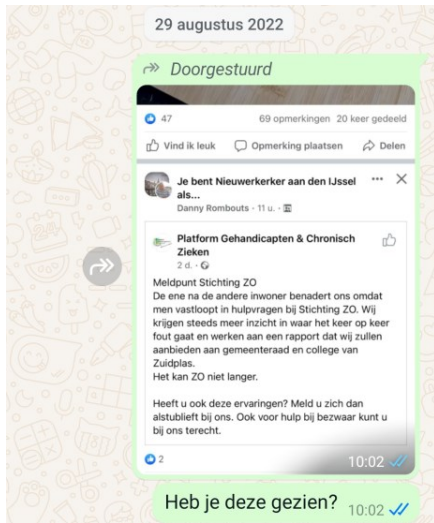 29 augustus 2022
Doorgestuurd
47 69 opmerkingen 20 keer gedeeld
Vind ik leuk Opmerking plaatsen Delen
Je bent Nieuwerkerker aan den IJssel
als...
Danny Rombouts · 11 u. ·
Platform Gehandicapten & Chronisch
Zieken
2 d. ·
Meldpunt Stichting ZO
De ene na de andere inwoner benadert ons omdat
men vastloopt in hulpvragen bij Stichting ZO. Wij
krijgen steeds meer inzicht in waar het keer op keer
fout gaat en werken aan een rapport dat wij zullen
aanbieden aan gemeenteraad en college van
Zuidplas.
Het kan ZO niet langer.
Heeft u ook deze ervaringen? Meld u zich dan
alstublieft bij ons. Ook voor hulp bij bezwaar kunt u
bij ons terecht.
2 10:02
Heb je deze gezien? 10:02